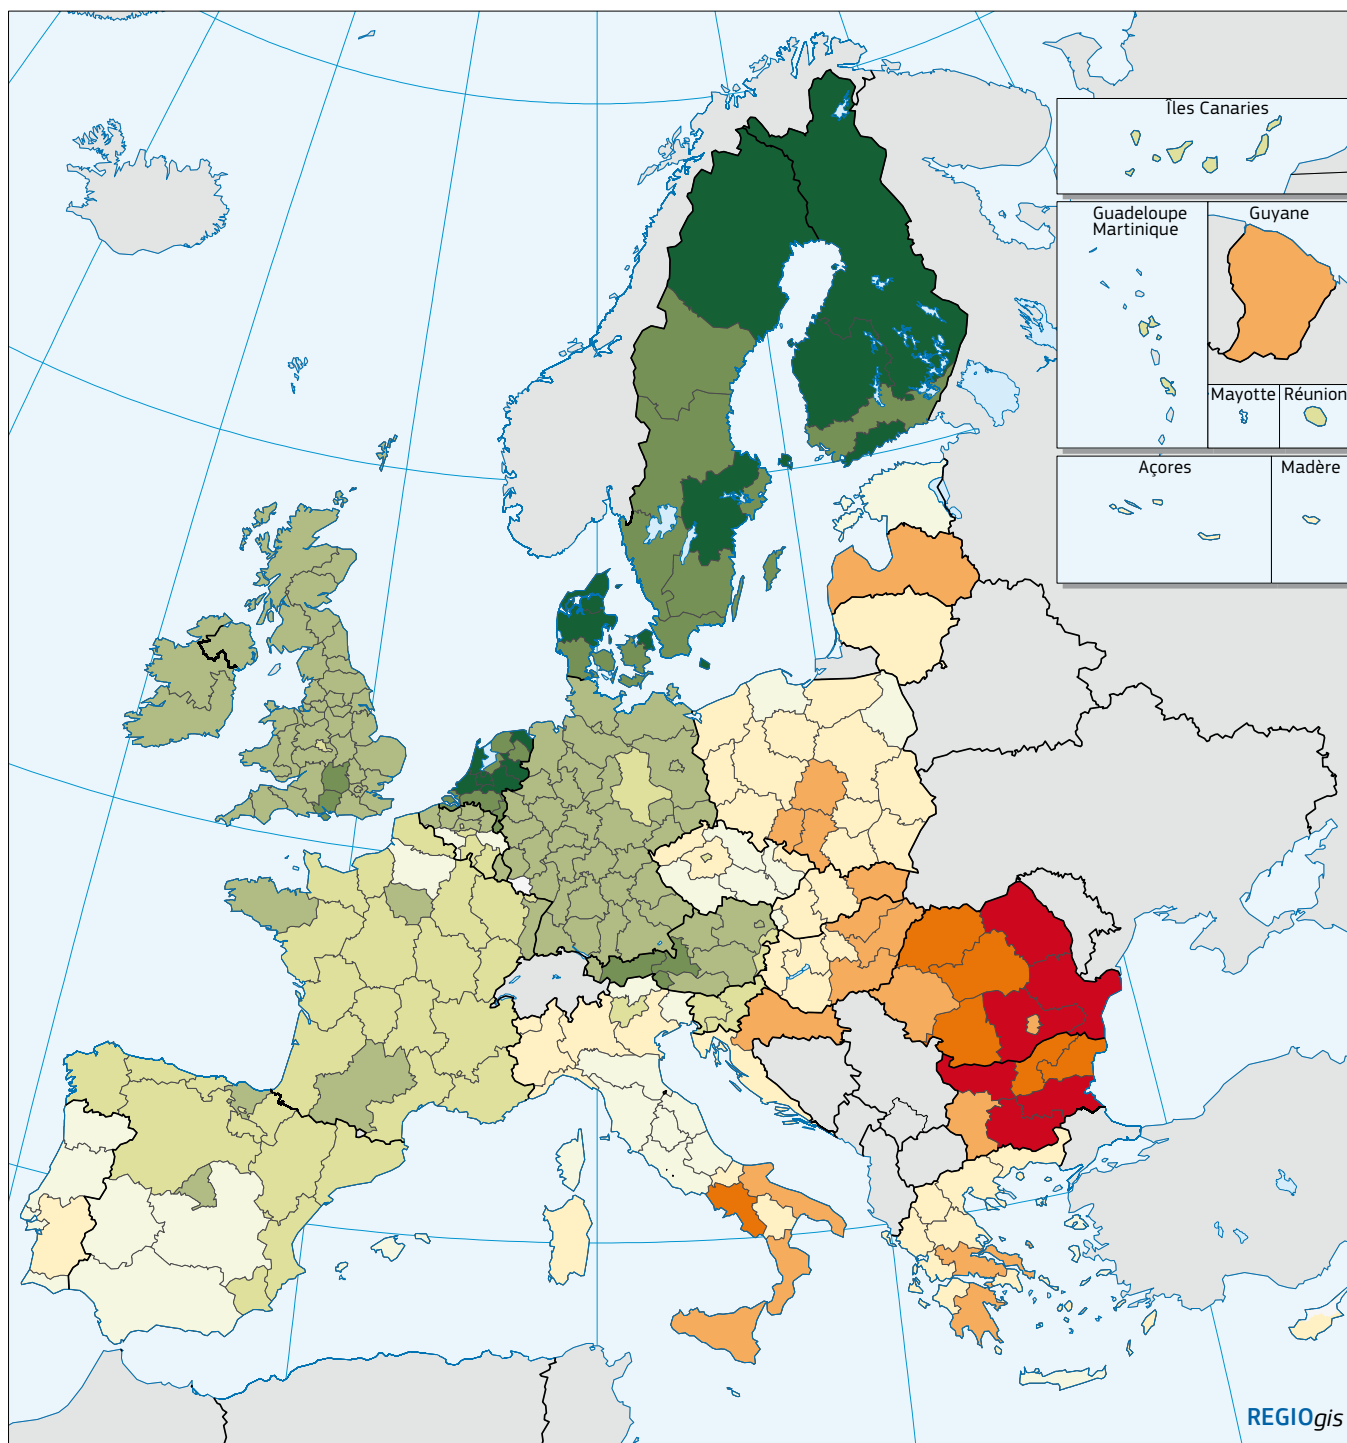 Îles Canaries
Guadeloupe
Martinique
Guyane
Mayotte
Réunion
Açores
Madère
REGIOgis